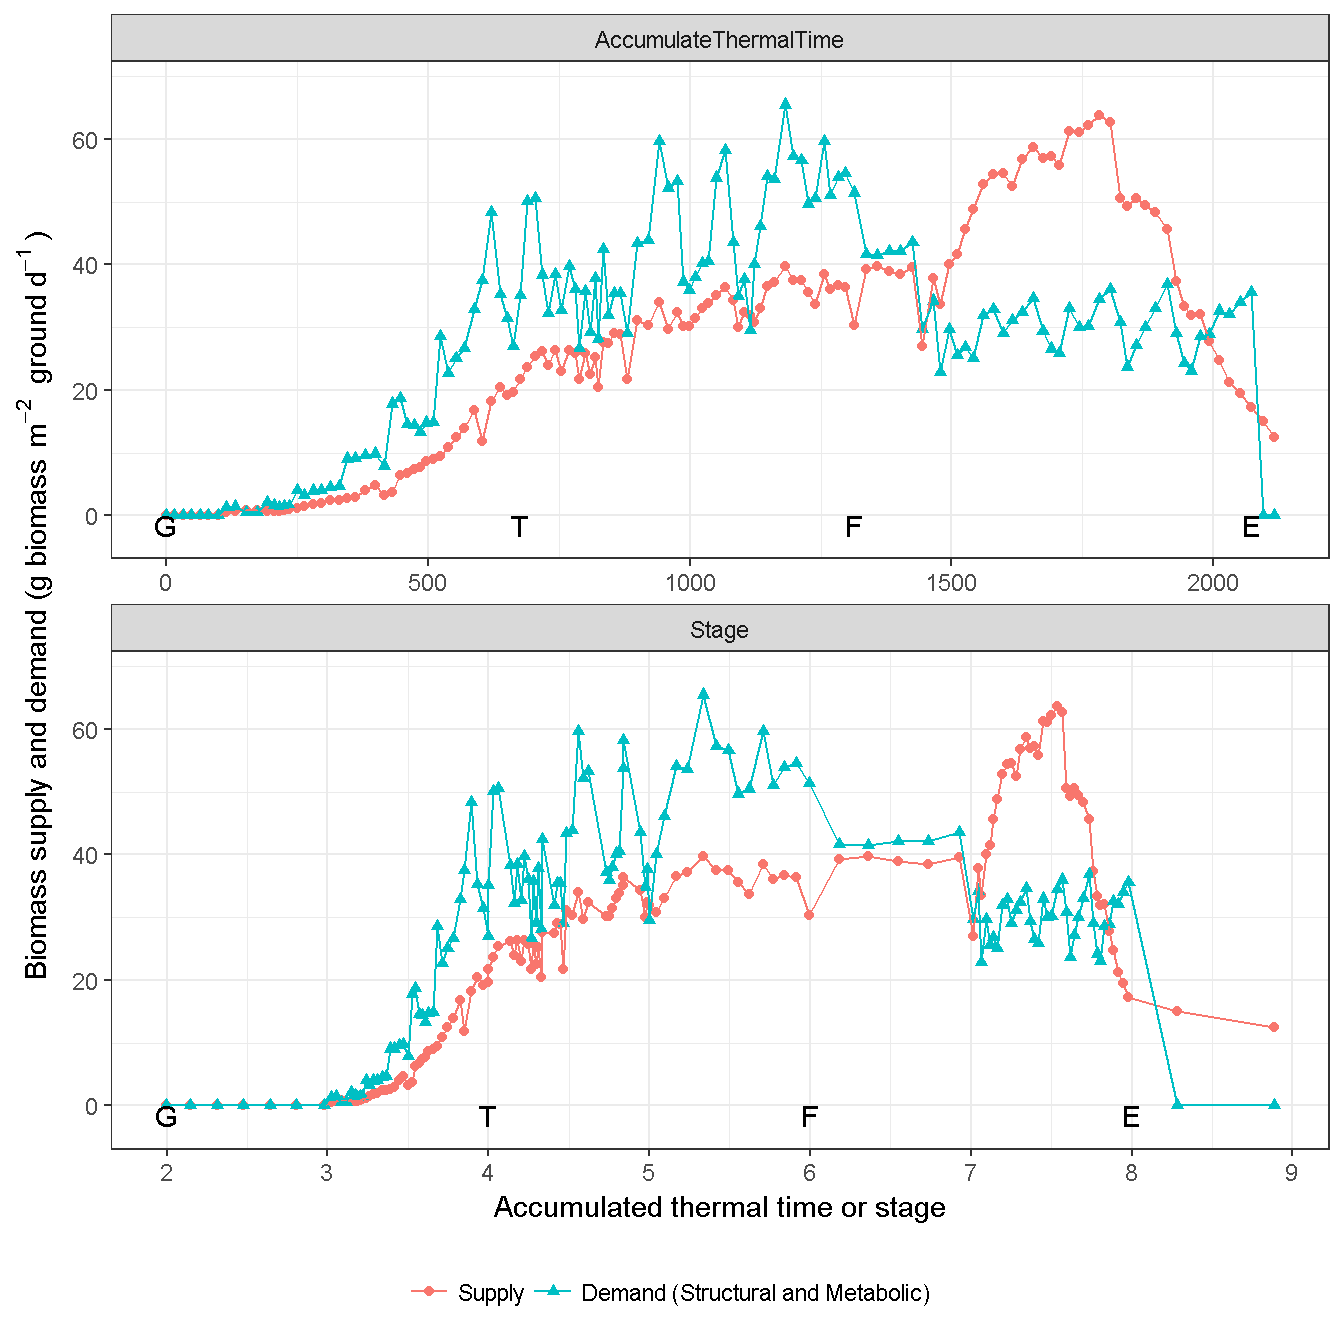 AccumulateThermalTime
60
40
20
0
G T F E
0 500 1000 1500 2000
Biomass supply and demand (g biomass m⁻² ground d⁻¹ )
Stage
60
40
20
0
G T F E
2 3 4 5 6 7 8 9
Accumulated thermal time or stage
Supply Demand (Structural and Metabolic)